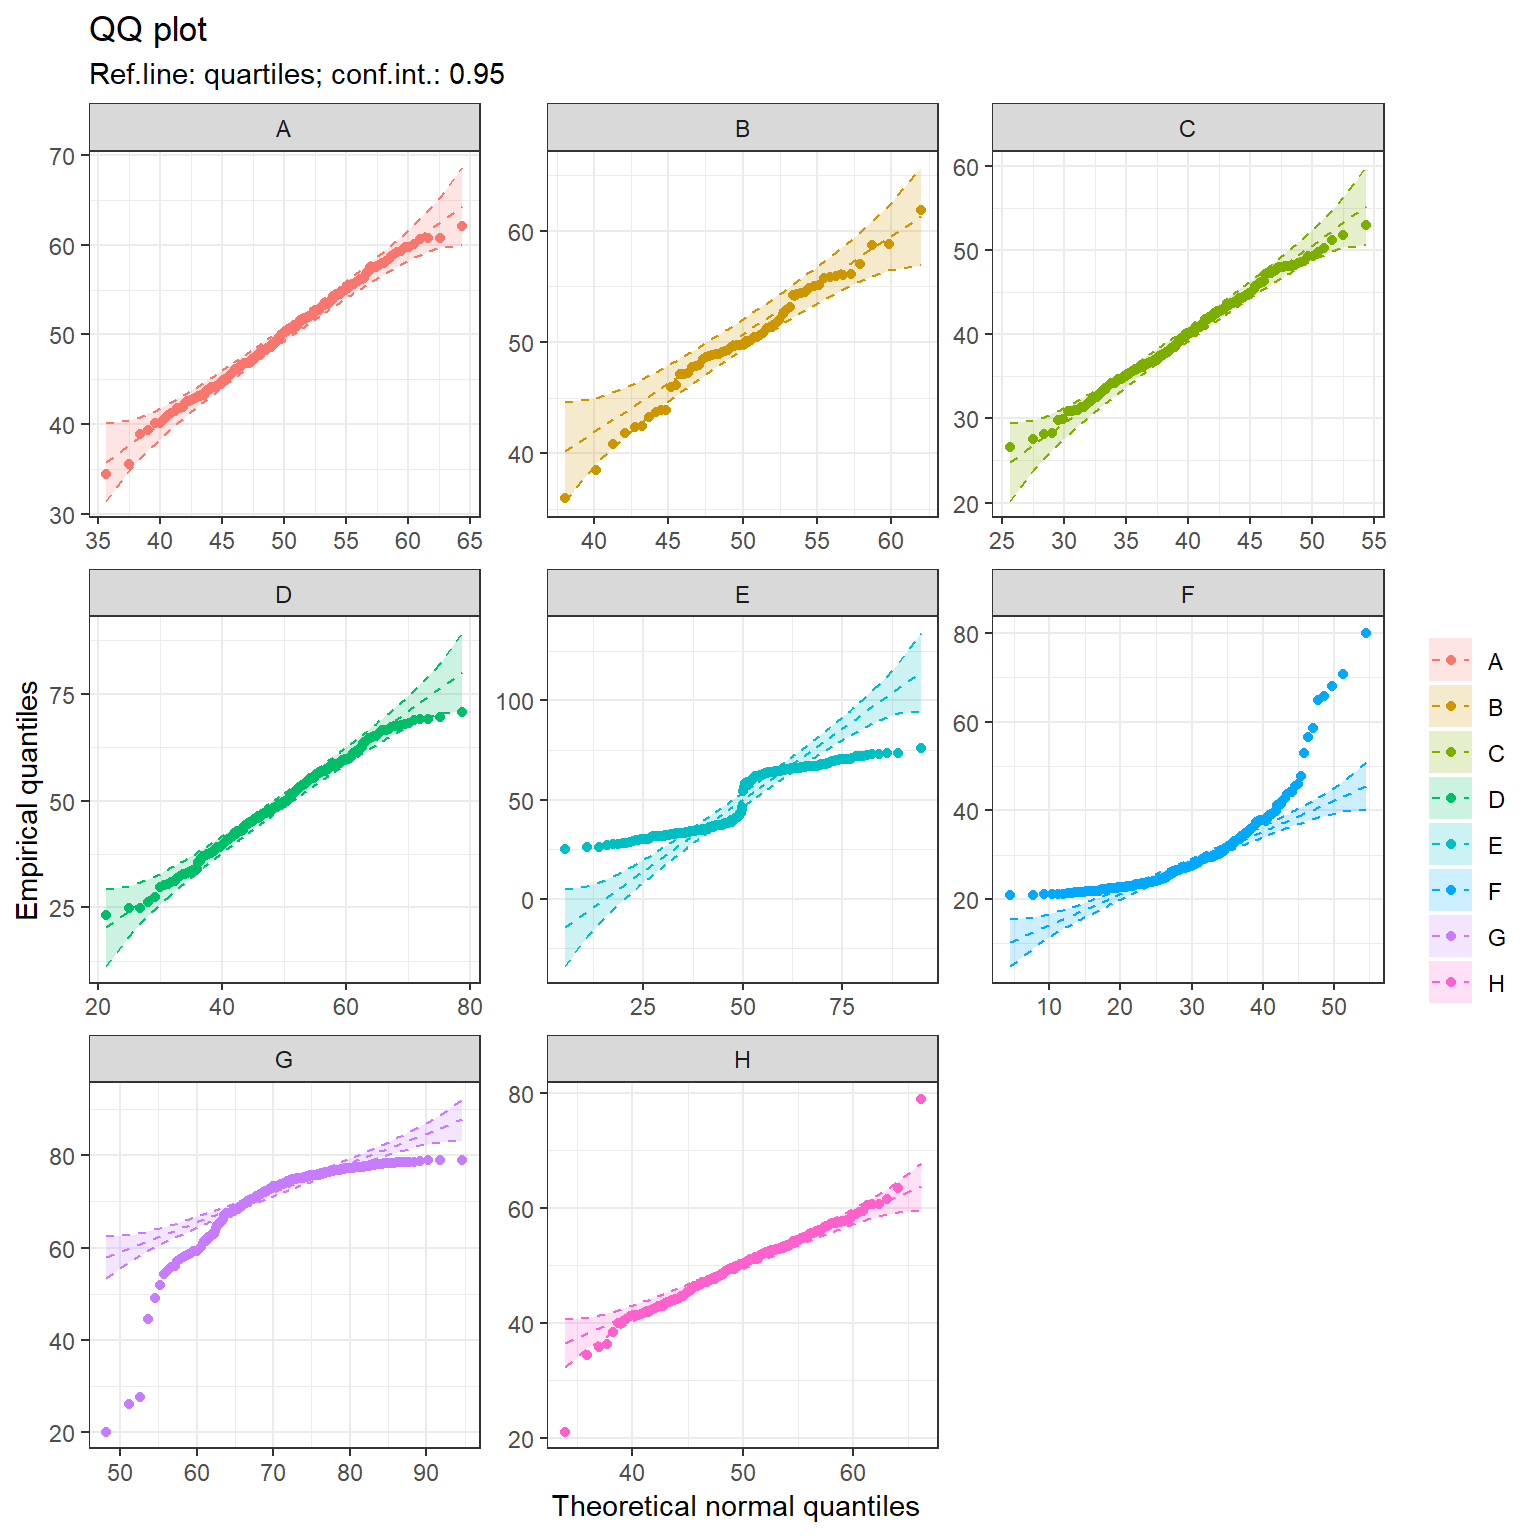 QQ plot
Ref.line: quartiles; conf.int.: 0.95
A
B
C
70
60
50
40
30
35 40 45 50 55 60 65
60
50
40
40 45 50 55 60
60
50
40
30
20
25 30 35 40 45 50 55
D
E
F
75
50
25
20 40 60 80
100
50
0
25 50 75
80
60
40
20
10 20 30 40 50
G
H
80
60
40
20
50 60 70 80 90
80
60
40
20
40 50 60
Empirical quantiles
Theoretical normal quantiles
A
B
C
D
E
F
G
H